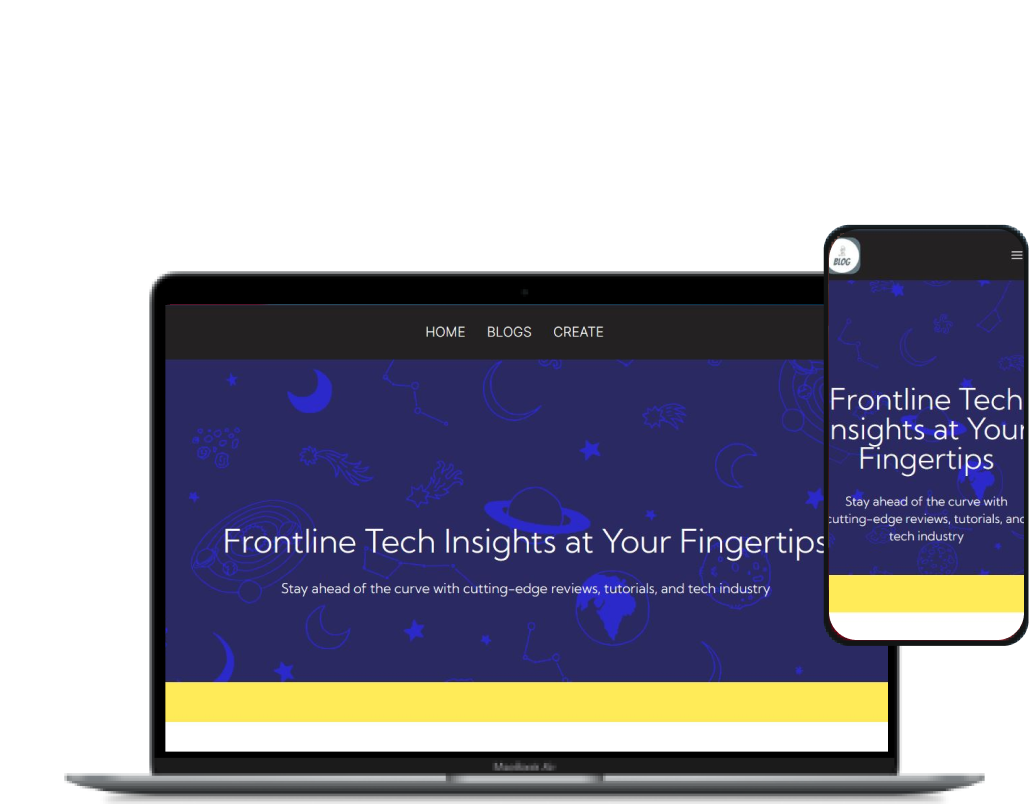 HOME BLOGS CREATE
Frontline Tech Insights at Your Fingertips
Stay ahead of the curve with cutting-edge reviews, tutorials, and tech industry
MacBook Air
BLOG
Frontline Tech
nsights at Your
Fingertips
Stay ahead of the curve with
cutting-edge reviews, tutorials, and
tech industry